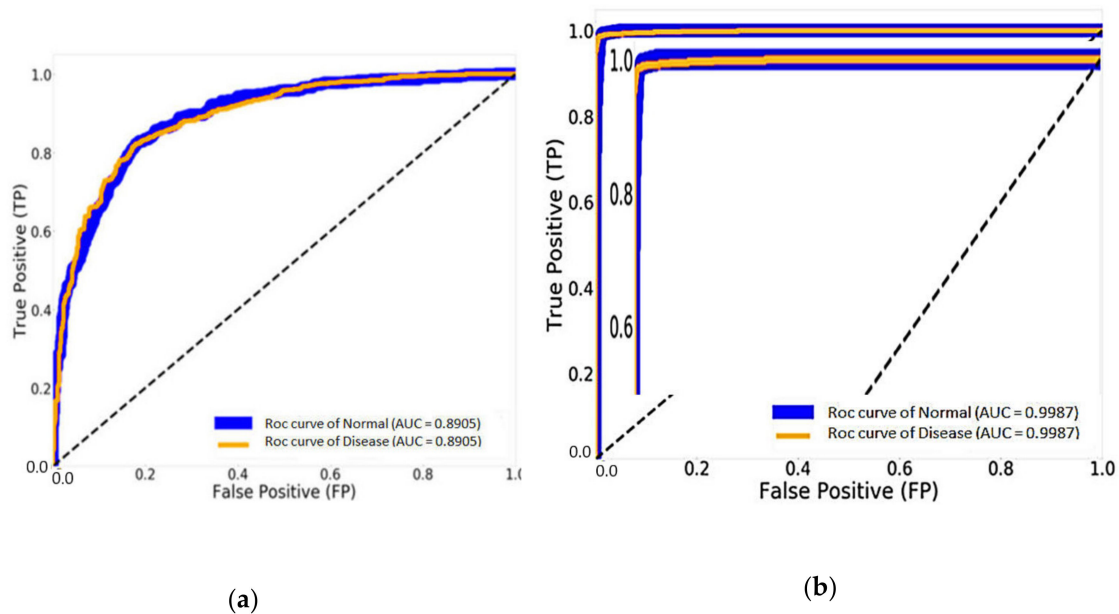 1.0
0.8
0.6
0.4
0.2
0.0
True Positive (TP)
0.0 0.2 0.4 0.6 0.8 1.0
False Positive (FP)
Roc curve of Normal (AUC = 0.8905)
Roc curve of Disease (AUC = 0.8905)
(a)
1.0
0.8
0.6
0.4
0.2
0.0
True Positive (TP)
1.0
0.8
0.6
0.0 0.2 0.4 0.6 0.8 1.0
False Positive (FP)
Roc curve of Normal (AUC = 0.9987)
Roc curve of Disease (AUC = 0.9987)
(b)